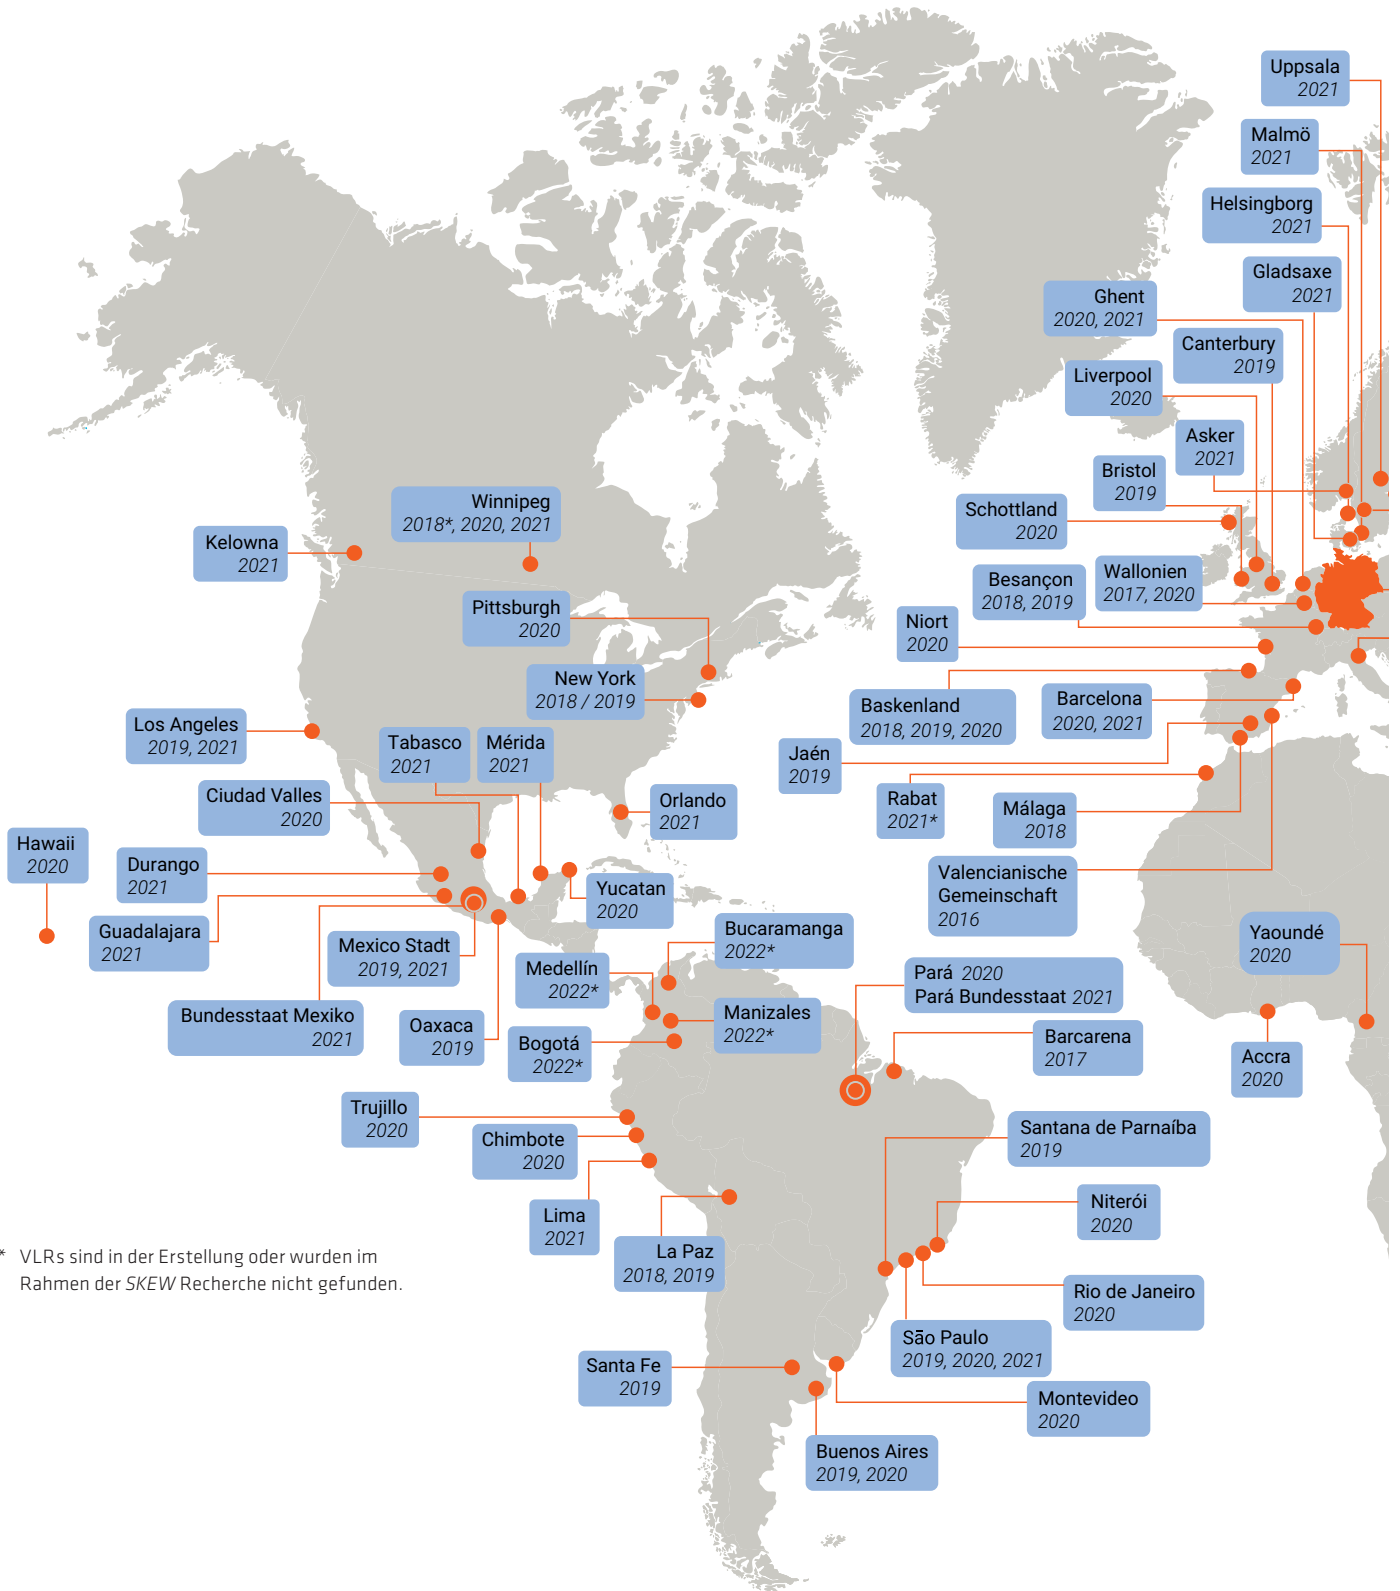 Uppsala
2021
Malmö
2021
Helsingborg
2021
Gladsaxe
2021
Ghent
2020, 2021
Canterbury
2019
Liverpool
2020
Asker
2021
Bristol
2019
Schottland
2020
Winnipeg
2018*, 2020, 2021
Kelowna
2021
Besançon
2018, 2019
Wallonien
2017, 2020
Pittsburgh
2020
Niort
2020
New York
2018 / 2019
Baskenland
2018, 2019, 2020
Barcelona
2020, 2021
Los Angeles
2019, 2021
Tabasco
2021
Mérida
2021
Jaén
2019
Ciudad Valles
2020
Orlando
2021
Rabat
2021*
Málaga
2018
Hawaii
2020
Durango
2021
Yucatan
2020
Valencianische
Gemeinschaft
2016
Guadalajara
2021
Mexico Stadt
2019, 2021
Bucaramanga
2022*
Yaoundé
2020
Medellín
2022*
Pará 2020
Pará Bundesstaat 2021
Bundesstaat Mexiko
2021
Oaxaca
2019
Manizales
2022*
Bogotá
2022*
Barcarena
2017
Accra
2020
Trujillo
2020
Chimbote
2020
Santana de Parnaíba
2019
Lima
2021
Niterói
2020
La Paz
2018, 2019
* VLRs sind in der Erstellung oder wurden im
Rahmen der SKEW Recherche nicht gefunden.
Rio de Janeiro
2020
São Paulo
2019, 2020, 2021
Santa Fe
2019
Montevideo
2020
Buenos Aires
2019, 2020